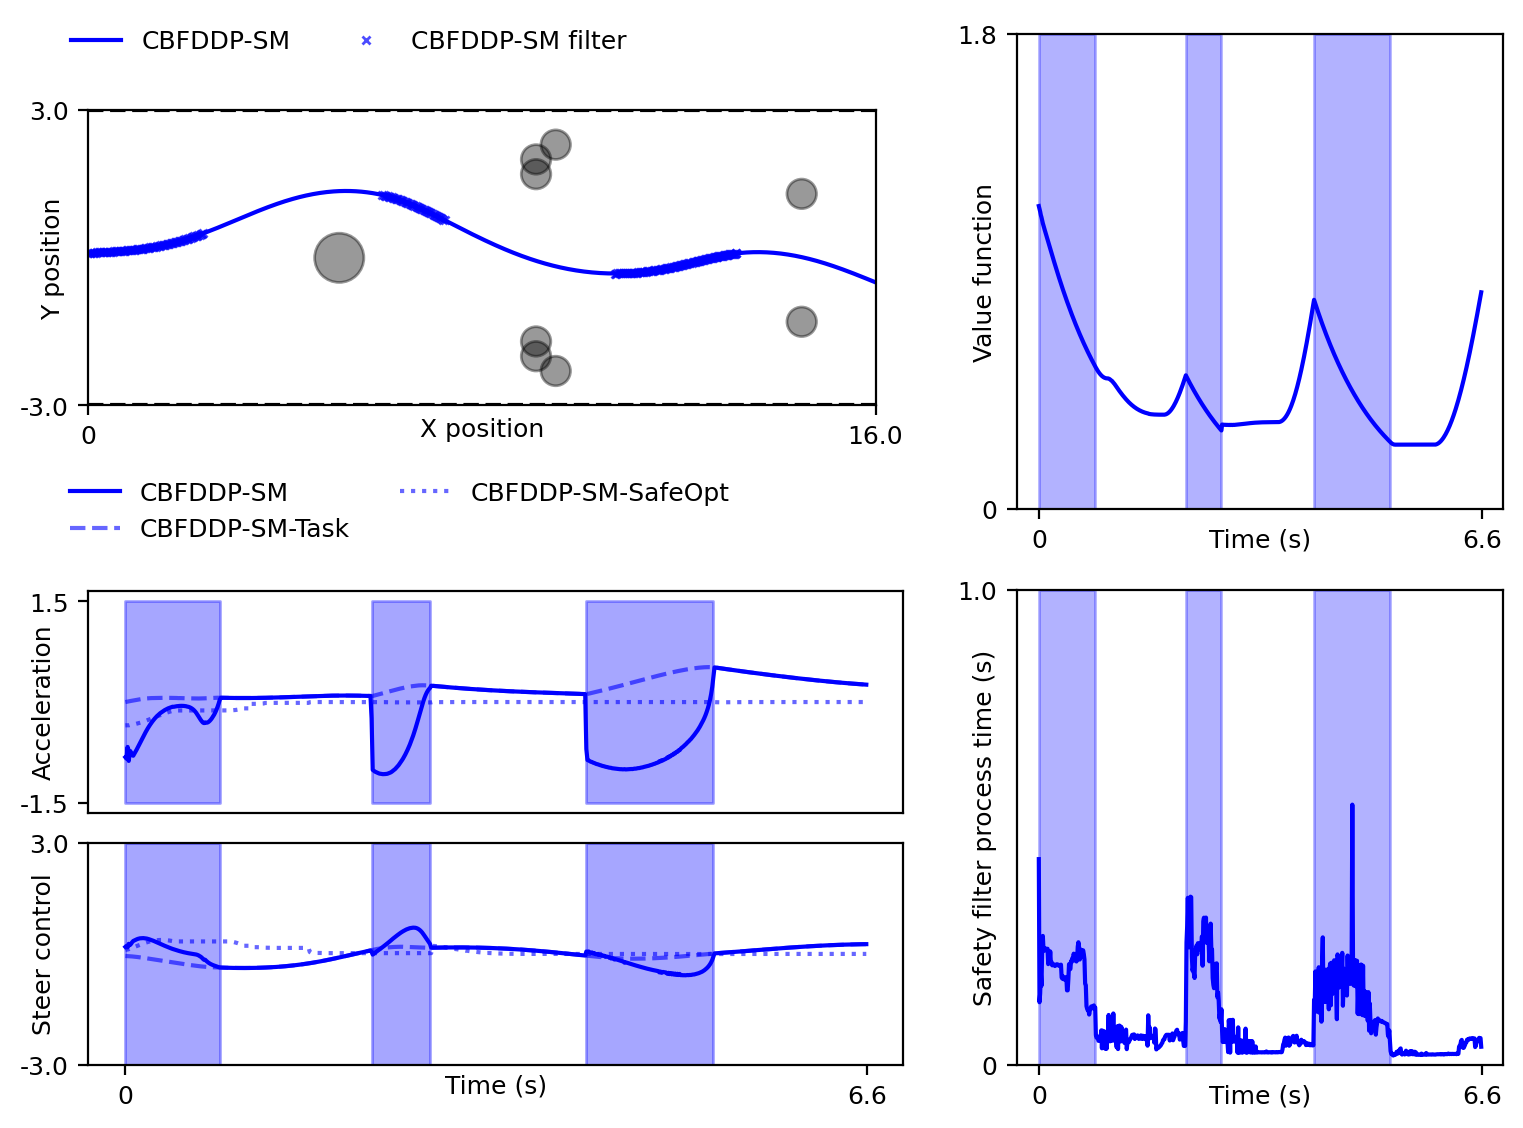 CBFDDP-SM
CBFDDP-SM filter
3.0
Y position
-3.0
0
X position
16.0
1.8
Value function
0
0
Time (s)
6.6
CBFDDP-SM
CBFDDP-SM-SafeOpt
CBFDDP-SM-Task
1.5
Acceleration
-1.5
3.0
Steer control
-3.0
0
Time (s)
6.6
1.0
Safety filter process time (s)
0
0
Time (s)
6.6